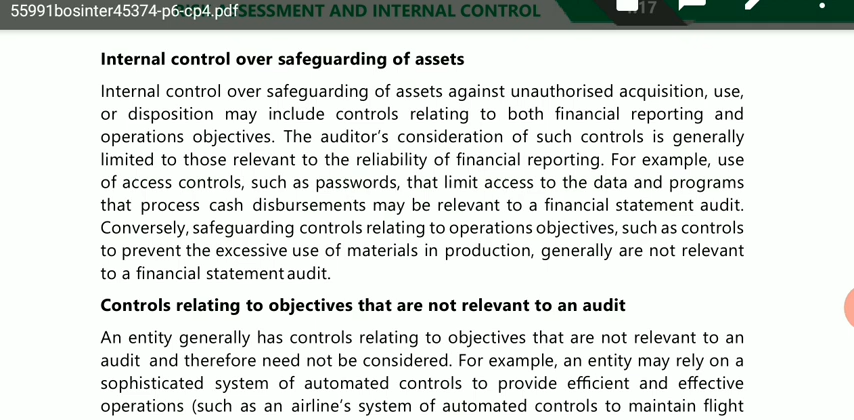 55991bosinter45374-p6-cp4.pdf
ASSESSMENT AND INTERNAL CONTROL
17
Internal control over safeguarding of assets
Internal control over safeguarding of assets against unauthorised acquisition, use,
or disposition may include controls relating to both financial reporting and
operations objectives. The auditor's consideration of such controls is generally
limited to those relevant to the reliability of financial reporting. For example, use
of access controls, such as passwords, that limit access to the data and programs
that process cash disbursements may be relevant to a financial statement audit.
Conversely, safeguarding controls relating to operations objectives, such as controls
to prevent the excessive use of materials in production, generally are not relevant
to a financial statement audit.
Controls relating to objectives that are not relevant to an audit
An entity generally has controls relating to objectives that are not relevant to an
audit and therefore need not be considered. For example, an entity may rely on a
sophisticated system of automated controls to provide efficient and effective
operations (such as an airline's system of automated controls to maintain flight